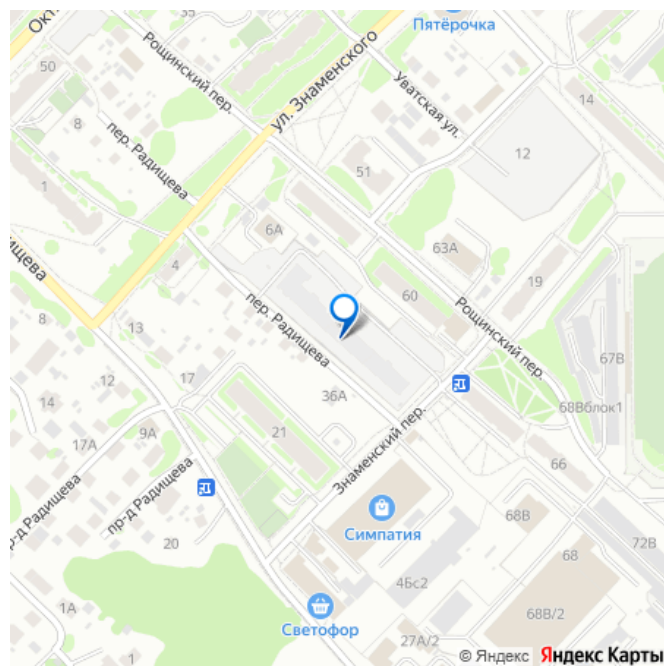 Окт
35
Пятёрочка
Рощинский пер.
ул. Знаменского
50
Уватская ул.
14
8
12
пер. Радищева
51
1
6А
63А
ищева
4
19
60
пер. Радищева
Рощинский пер.
8
13
67В
12
17
36А
14
68Вблок1
9А
21
Знаменский пер.
17А
66
пр-д Радищева
р-д Радищева
Симпатия
68В
20
72В
68
4Бс2
1А
68В/2
Светофор
27А/2
1
© Яндекс Яндекс Карты